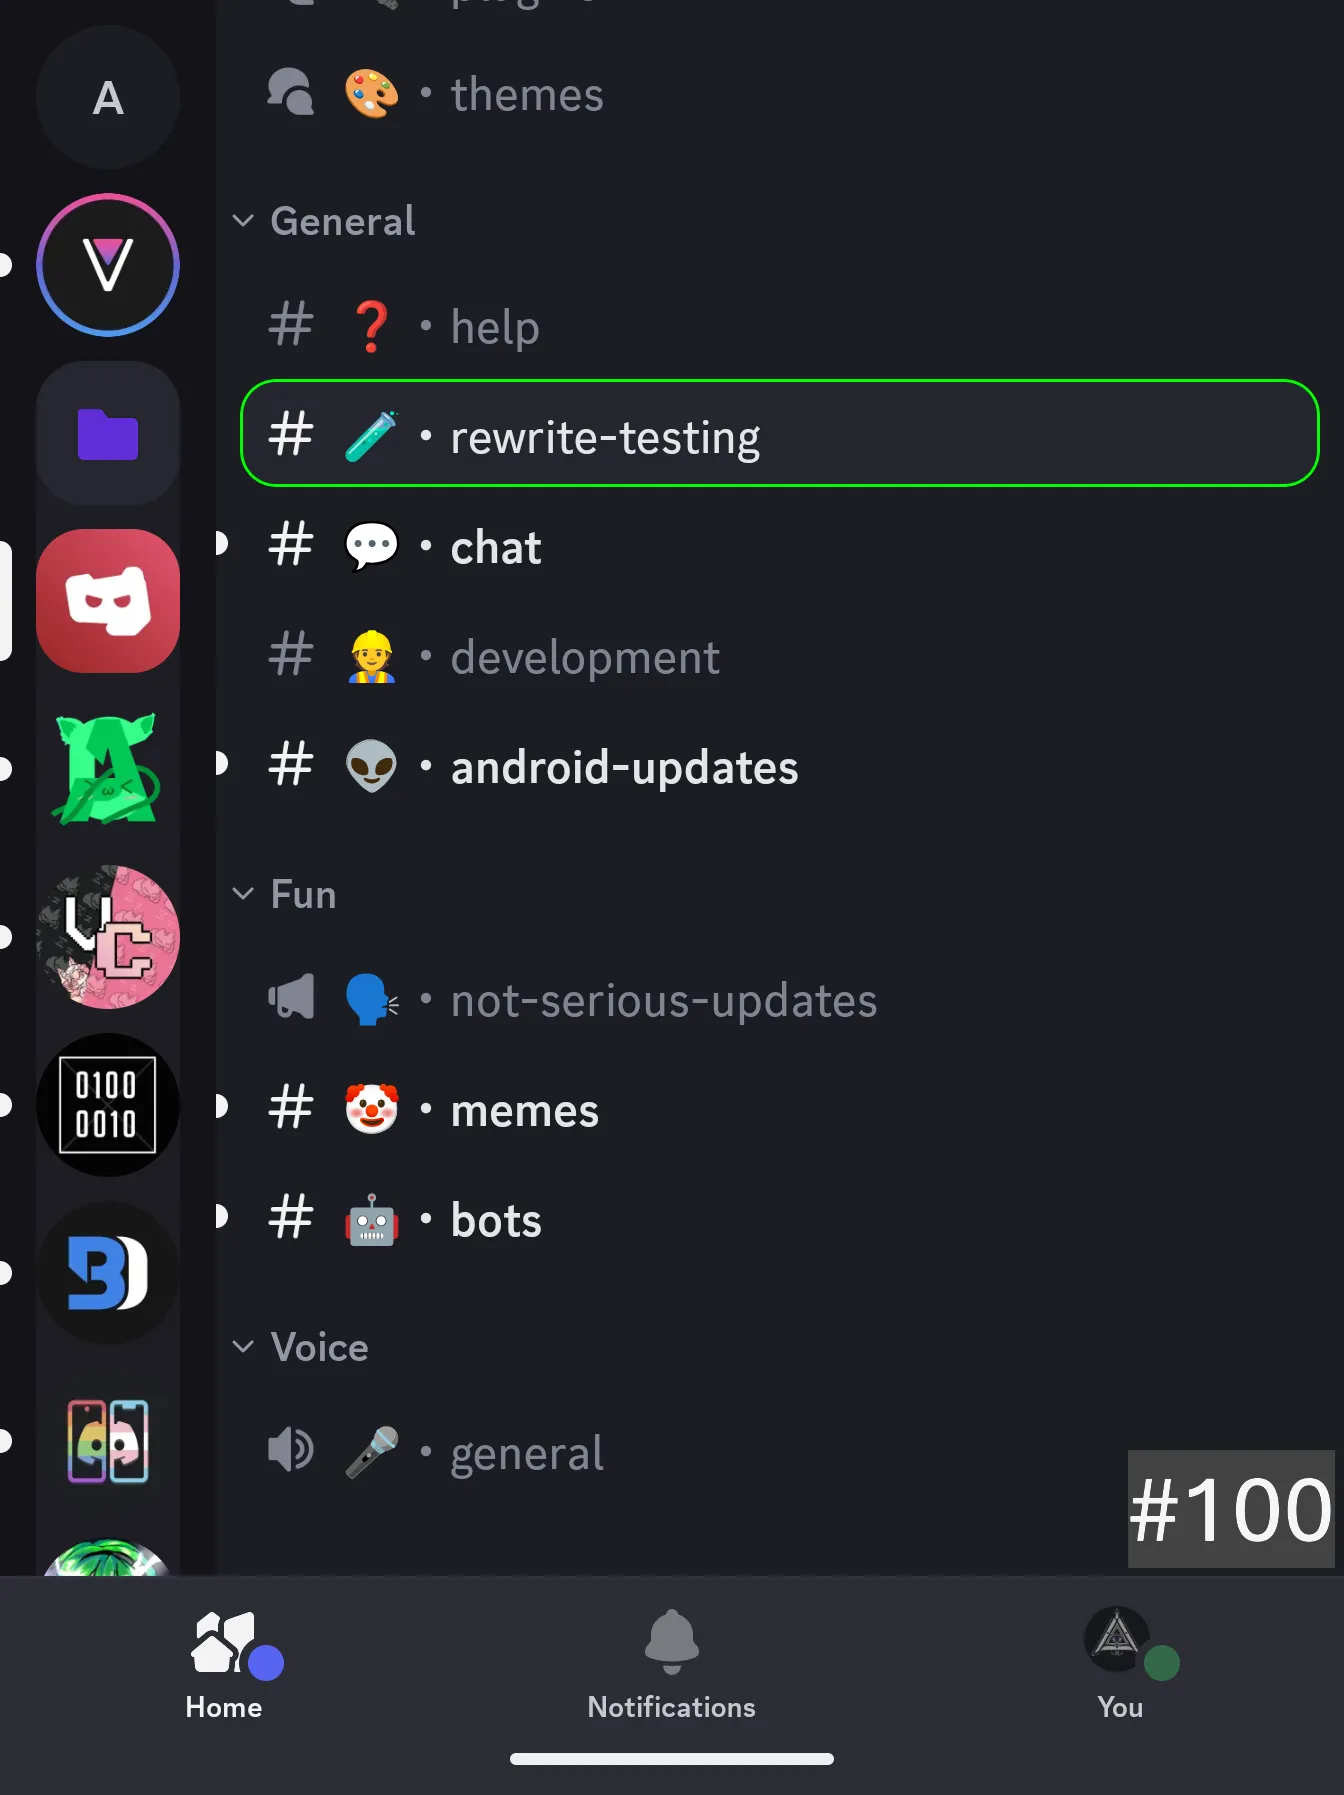 A
themes
General
help
rewrite-testing
chat
development
android-updates
Fun
VC
not-serious-updates
0100
0010
memes
bots
Voice
general
#100
Home
Notifications
You